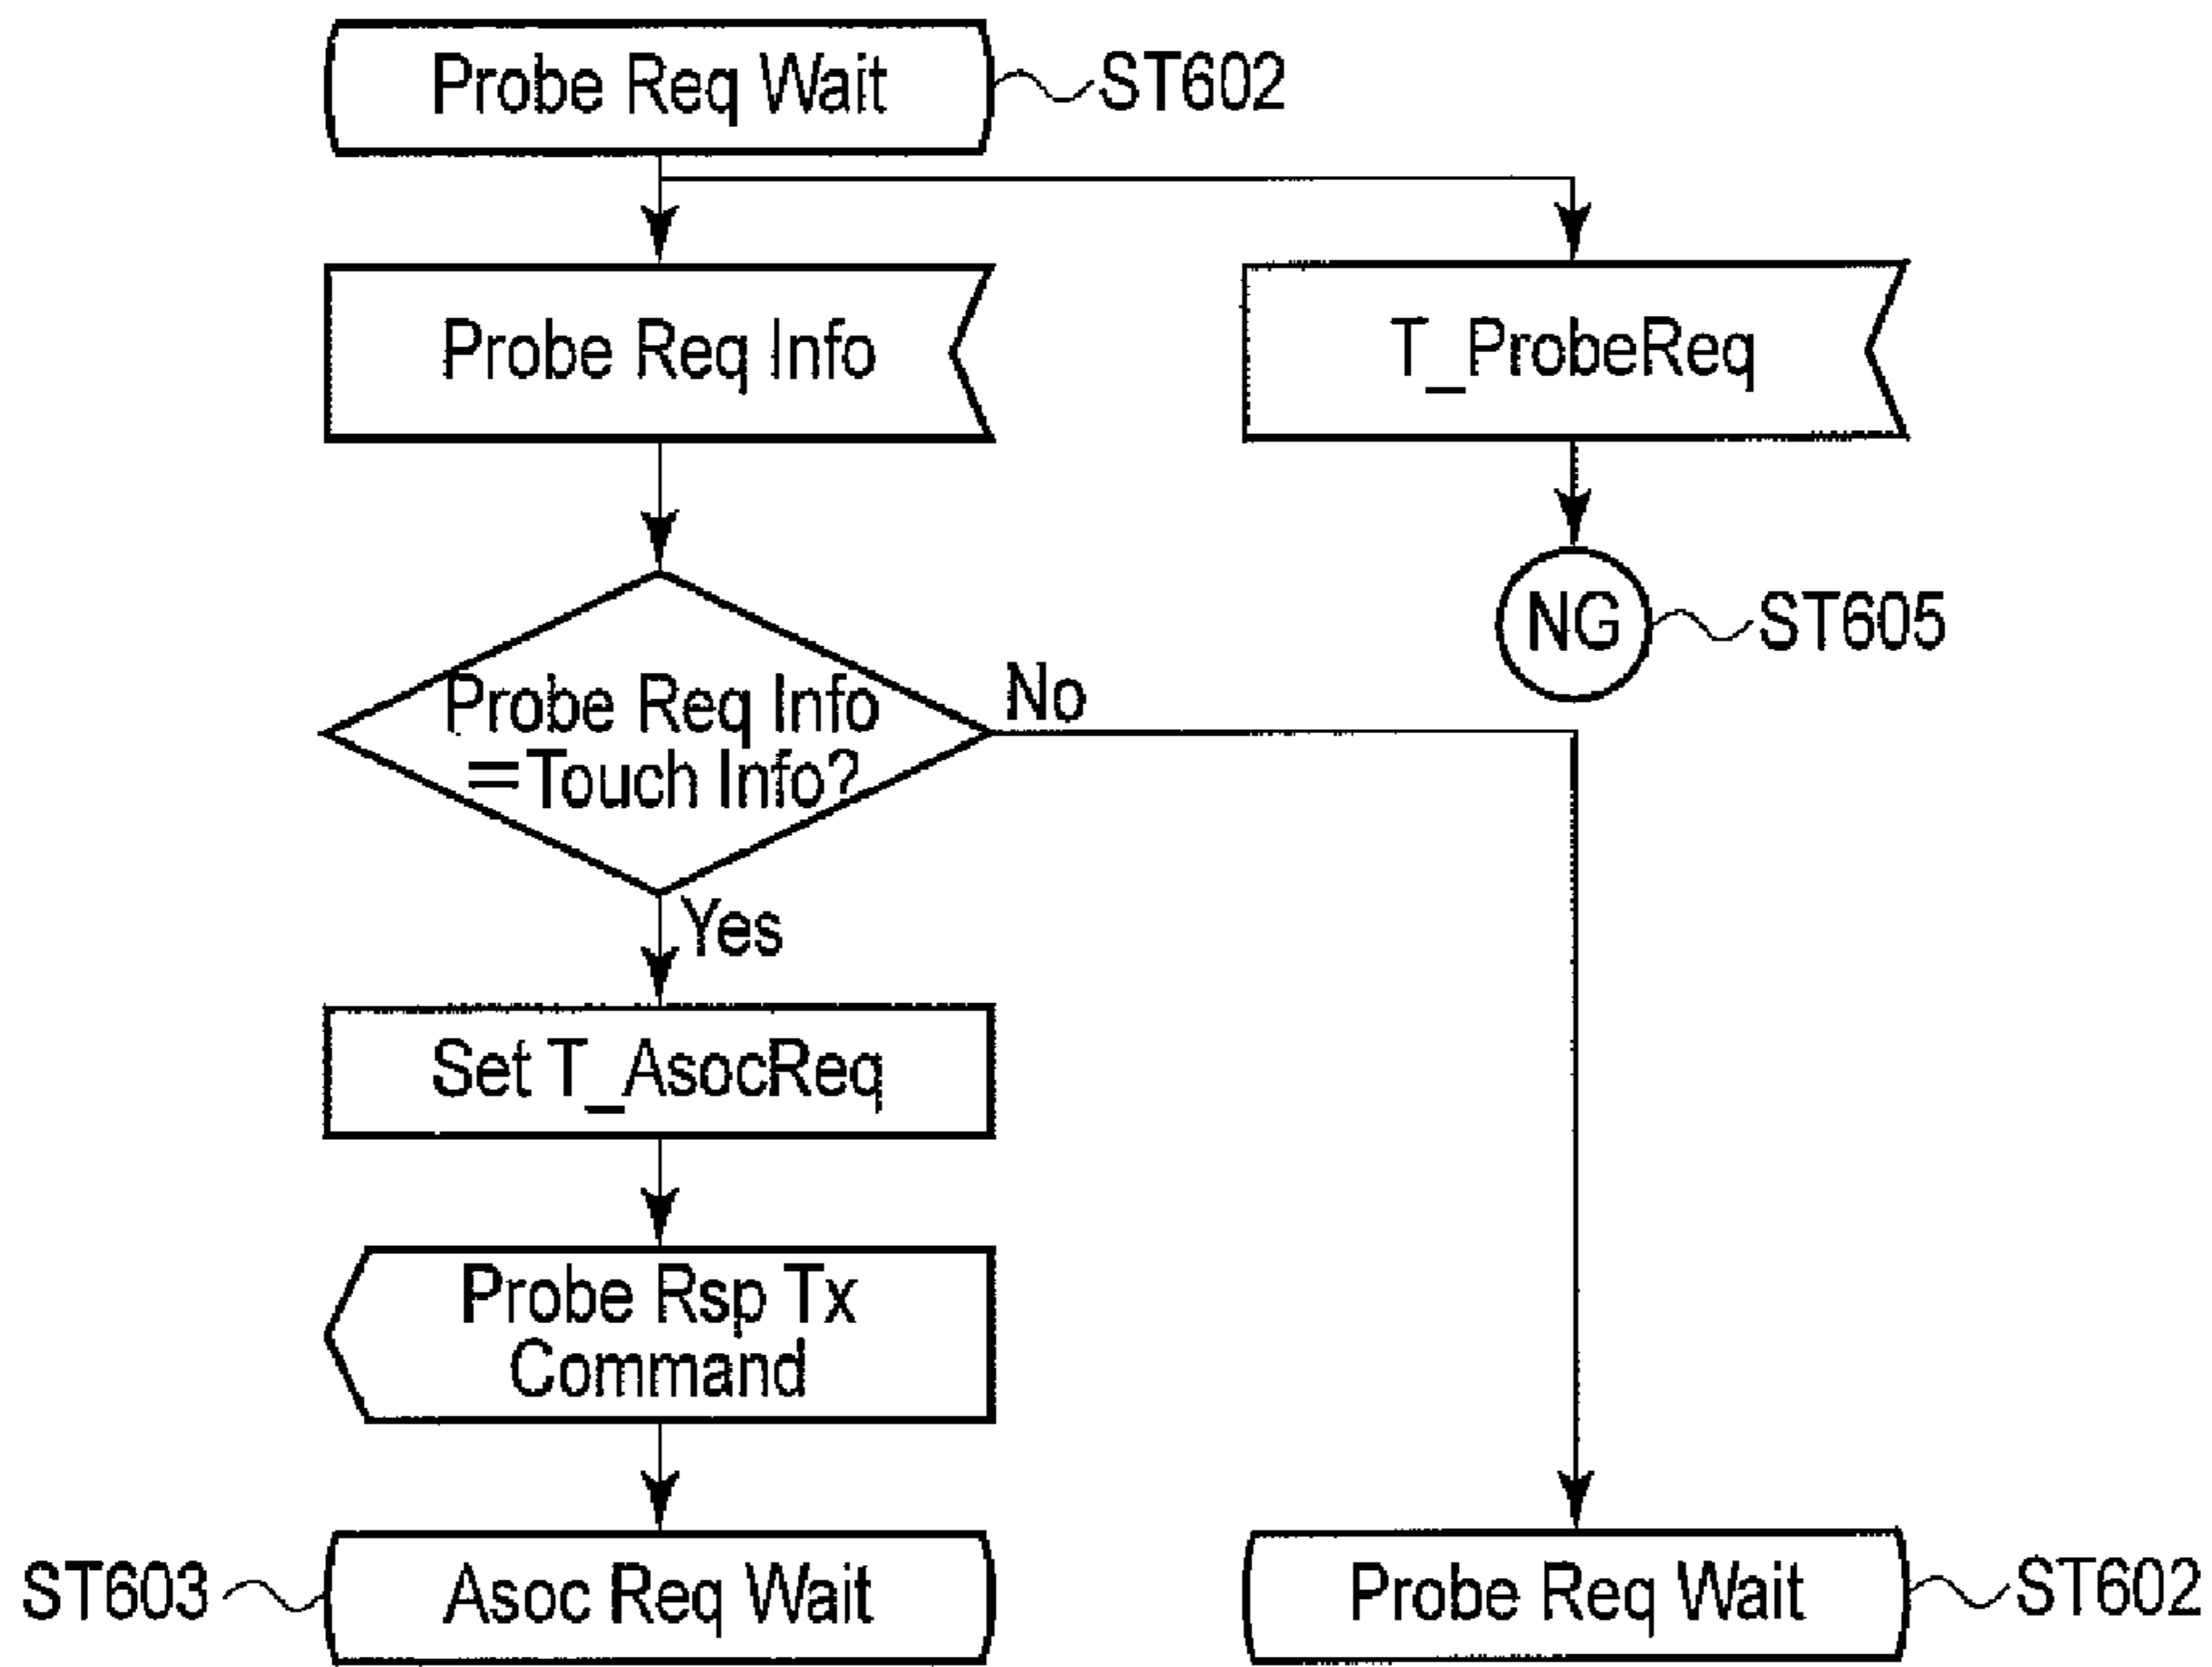 Probe Req Wait
ST602
Probe Req Info
T_ProbeReq
NG
ST605
Probe Req Info
=Touch Info?
No
Yes
Set T_AsocReq
Probe Rsp Tx
Command
ST603
Asoc Req Wait
Probe Req Wait
ST602